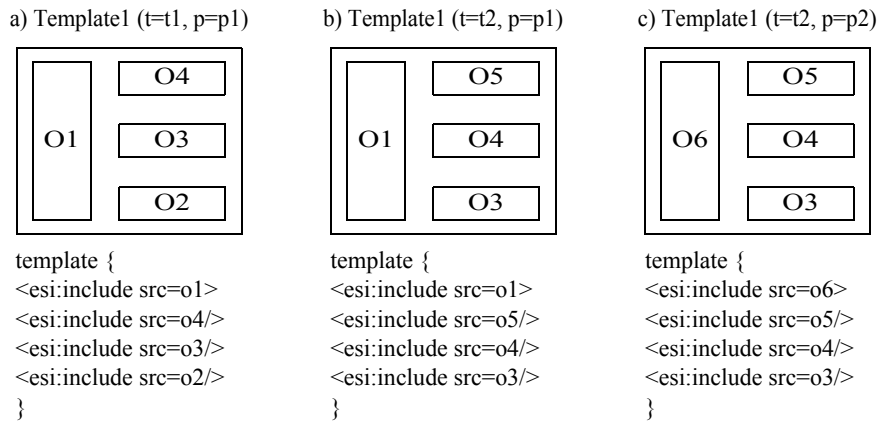 a) Template1 (t=t1, p=p1)
O1
O4
O3
O2
template {
<esi:include src=o1>
<esi:include src=o4/>
<esi:include src=o3/>
<esi:include src=o2/>
}
b) Template1 (t=t2, p=p1)
O1
O5
O4
O3
template {
<esi:include src=o1>
<esi:include src=o5/>
<esi:include src=o4/>
<esi:include src=o3/>
}
c) Template1 (t=t2, p=p2)
O6
O5
O4
O3
template {
<esi:include src=o6>
<esi:include src=o5/>
<esi:include src=o4/>
<esi:include src=o3/>
}